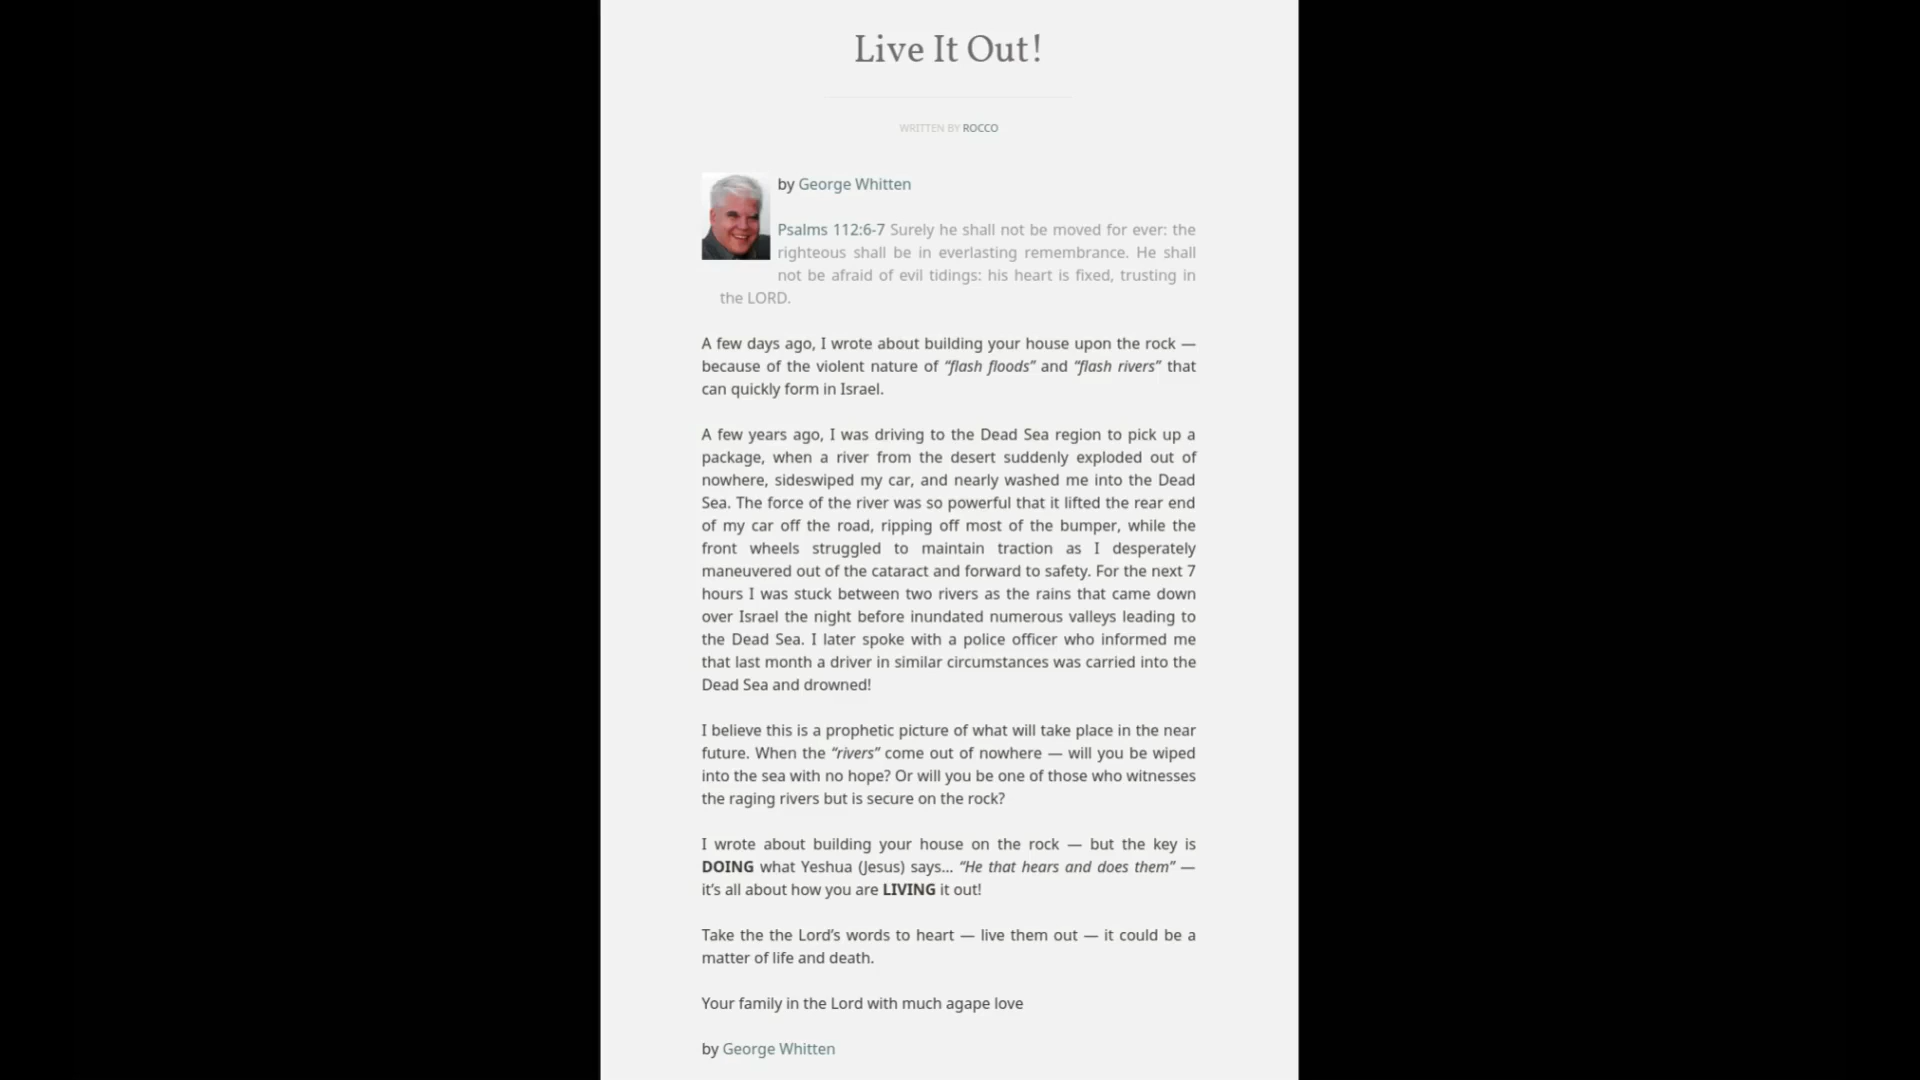 Live It Out!
WRITTEN BY ROCCO
by George Whitten
Psalms 112:6-7 Surely he shall not be moved for ever: the
righteous shall be in everlasting remembrance. He shall
not be afraid of evil tidings: his heart is fixed, trusting in
the LORD.
A few days ago, I wrote about building your house upon the rock —
because of the violent nature of “flash floods” and “flash rivers” that
can quickly form in Israel.
A few years ago, I was driving to the Dead Sea region to pick up a
package, when a river from the desert suddenly exploded out of
nowhere, sideswiped my car, and nearly washed me into the Dead
Sea. The force of the river was so powerful that it lifted the rear end
of my car off the road, ripping off most of the bumper, while the
front wheels struggled to maintain traction as I desperately
maneuvered out of the cataract and forward to safety. For the next 7
hours I was stuck between two rivers as the rains that came down
over Israel the night before inundated numerous valleys leading to
the Dead Sea. I later spoke with a police officer who informed me
that last month a driver in similar circumstances was carried into the
Dead Sea and drowned!
I believe this is a prophetic picture of what will take place in the near
future. When the “rivers” come out of nowhere — will you be wiped
into the sea with no hope? Or will you be one of those who witnesses
the raging rivers but is secure on the rock?
I wrote about building your house on the rock — but the key is
DOING what Yeshua (Jesus) says… “He that hears and does them” —
it’s all about how you are LIVING it out!
Take the the Lord’s words to heart — live them out — it could be a
matter of life and death.
Your family in the Lord with much agape love
by George Whitten